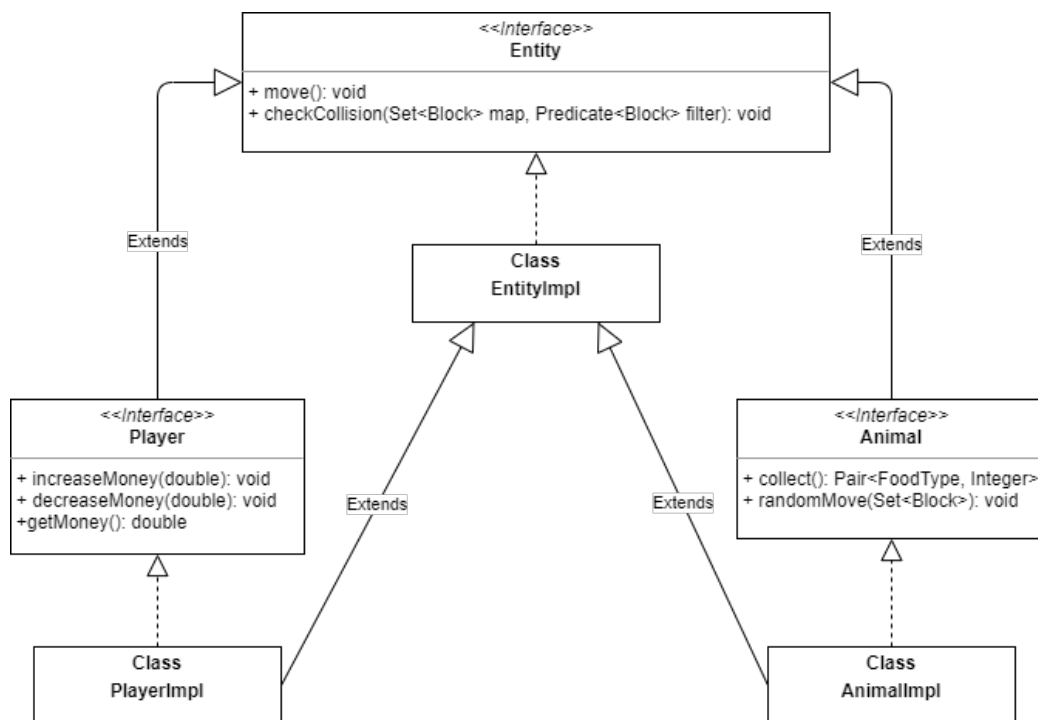 <<Interface>>
Entity
+ move(): void
+ checkCollision(Set<Block> map, Predicate<Block> filter): void
Extends
Extends
Class
EntityImpl
<<Interface>>
Player
+ increaseMoney(double): void
+ decreaseMoney(double): void
+getMoney(): double
<<Interface>>
Animal
+ collect(): Pair<FoodType, Integer>
+ randomMove(Set<Block>): void
Extends
Extends
Class
PlayerImpl
Class
AnimalImpl